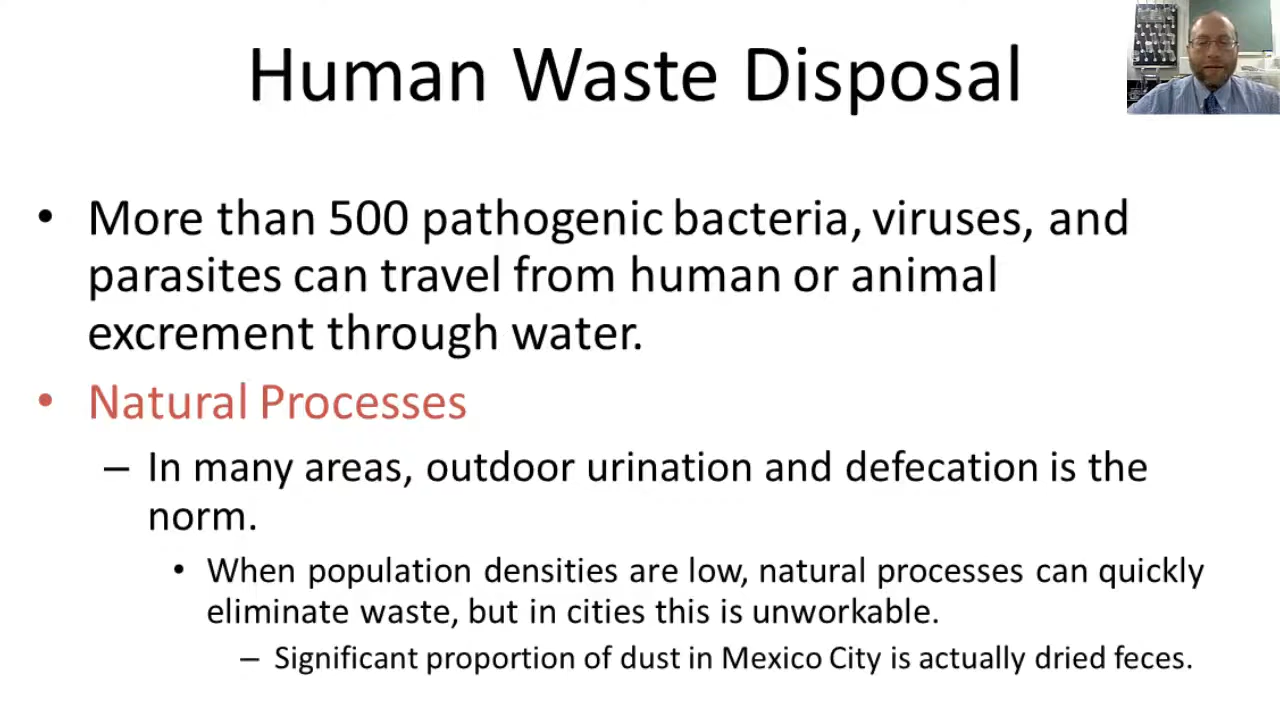 Human Waste Disposal
• More than 500 pathogenic bacteria, viruses, and
parasites can travel from human or animal
excrement through water.
• Natural Processes
– In many areas, outdoor urination and defecation is the
norm.
• When population densities are low, natural processes can quickly
eliminate waste, but in cities this is unworkable.
– Significant proportion of dust in Mexico City is actually dried feces.